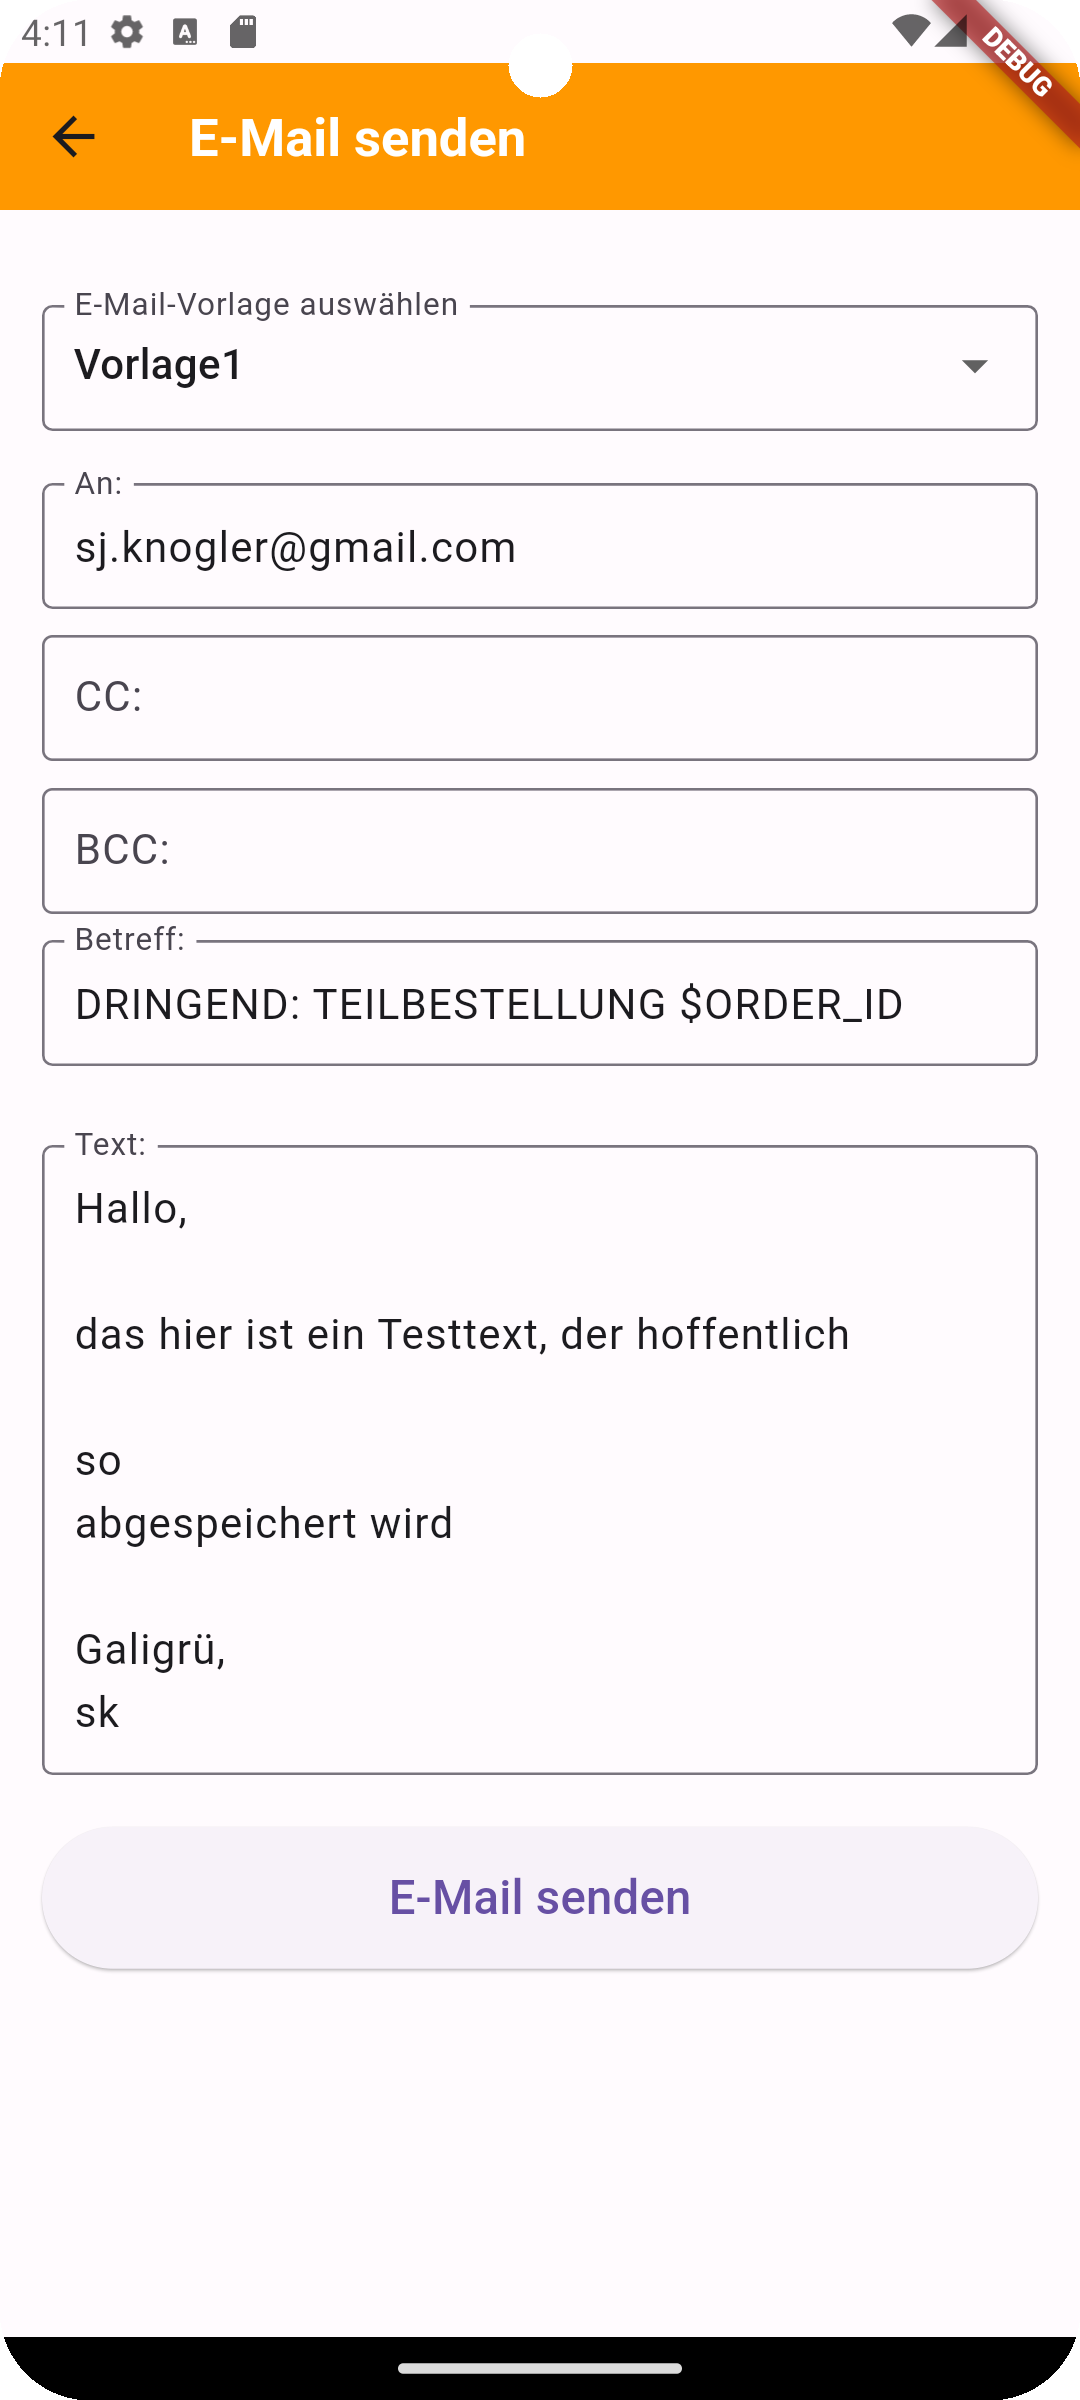 4:11
DEBUG
E-Mail senden
E-Mail-Vorlage auswählen
Vorlage1
An:
sj.knogler@gmail.com
CC:
BCC:
Betreff:
DRINGEND: TEILBESTELLUNG $ORDER_ID
Text:
Hallo,
das hier ist ein Testtext, der hoffentlich
so
abgespeichert wird
Galigrü,
sk
E-Mail senden